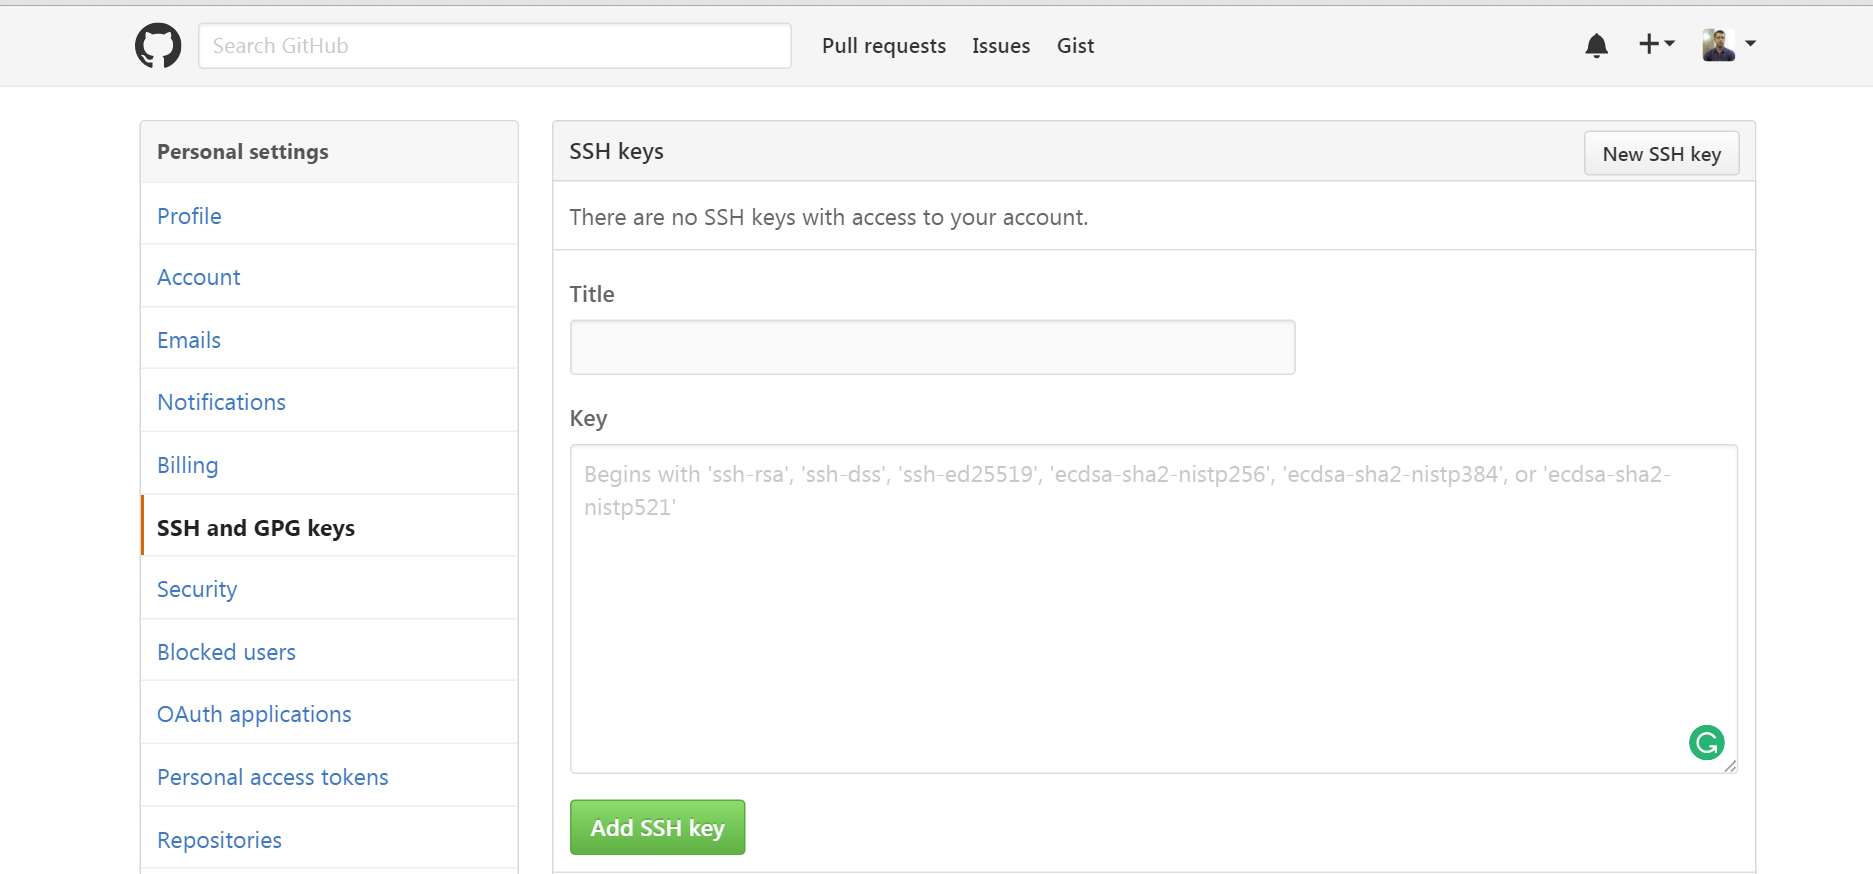 Search GitHub
Pull requests Issues Gist
Personal settings
Profile
Account
Emails
Notifications
Billing
SSH and GPG keys
Security
Blocked users
OAuth applications
Personal access tokens
Repositories
SSH keys
New SSH key
There are no SSH keys with access to your account.
Title
Key
Begins with 'ssh-rsa', 'ssh-dss', 'ssh-ed25519', 'ecdsa-sha2-nistp256', 'ecdsa-sha2-nistp384', or 'ecdsa-sha2-
nistp521'
Add SSH key